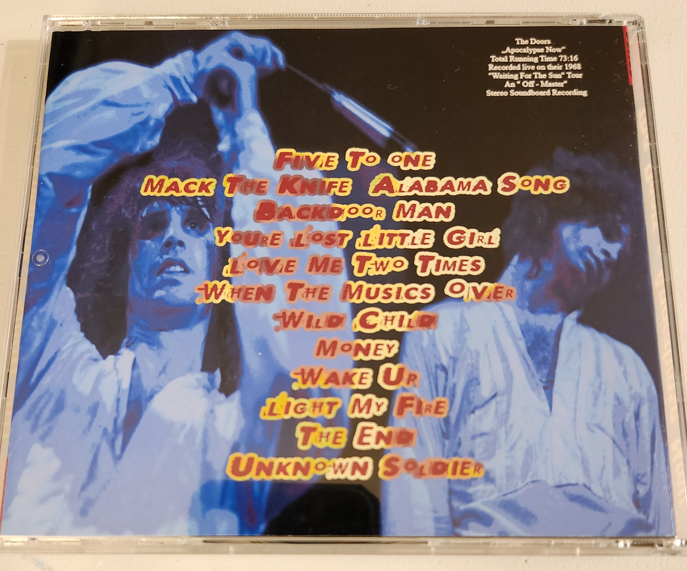 The Doors
„Apocalypse Now"
Total Running Time 73:16
Recorded live on their 1968
"Waiting For The Sun" Tour
An " Off - Master"
Stereo Soundboard Recording
Five To one
Mack The Knife Alabama Song
Backdoor Man
Youre Lost Little Girl
Love Me Two Times
When The Musics Over
Wild Child
Money
Wake Up
Light My Fire
The End
Unknown Soldier